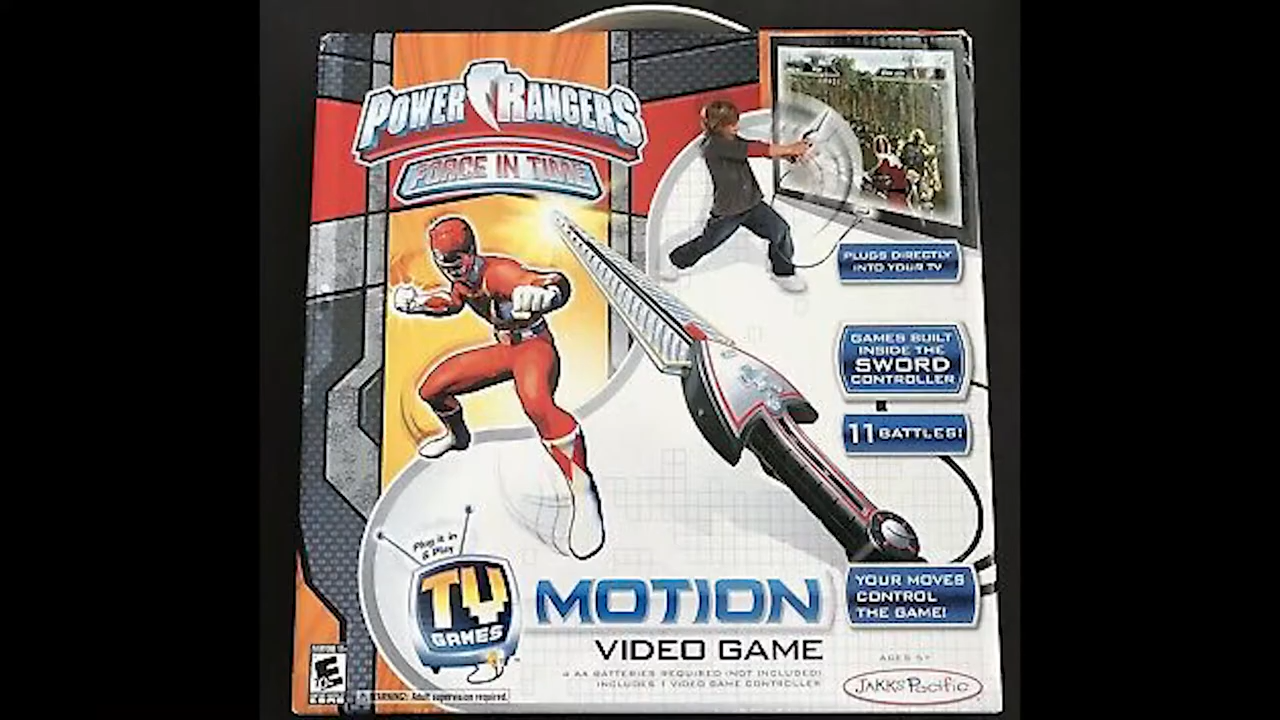 POWER RANGERS
FORCE IN TIME
PLUGS DIRECTLY
INTO YOUR TV
GAMES BUILT
INSIDE THE
SWORD
CONTROLLER
11 BATTLES!
Plug it in
& Play
TV
GAMES
MOTION
VIDEO GAME
YOUR MOVES
CONTROL
THE GAME!
4 AA BATTERIES REQUIRED (NOT INCLUDED)
INCLUDES 1 VIDEO GAME CONTROLLER
AGES 5+
JAKKS Pacific
E
WARNING: Adult supervision required.